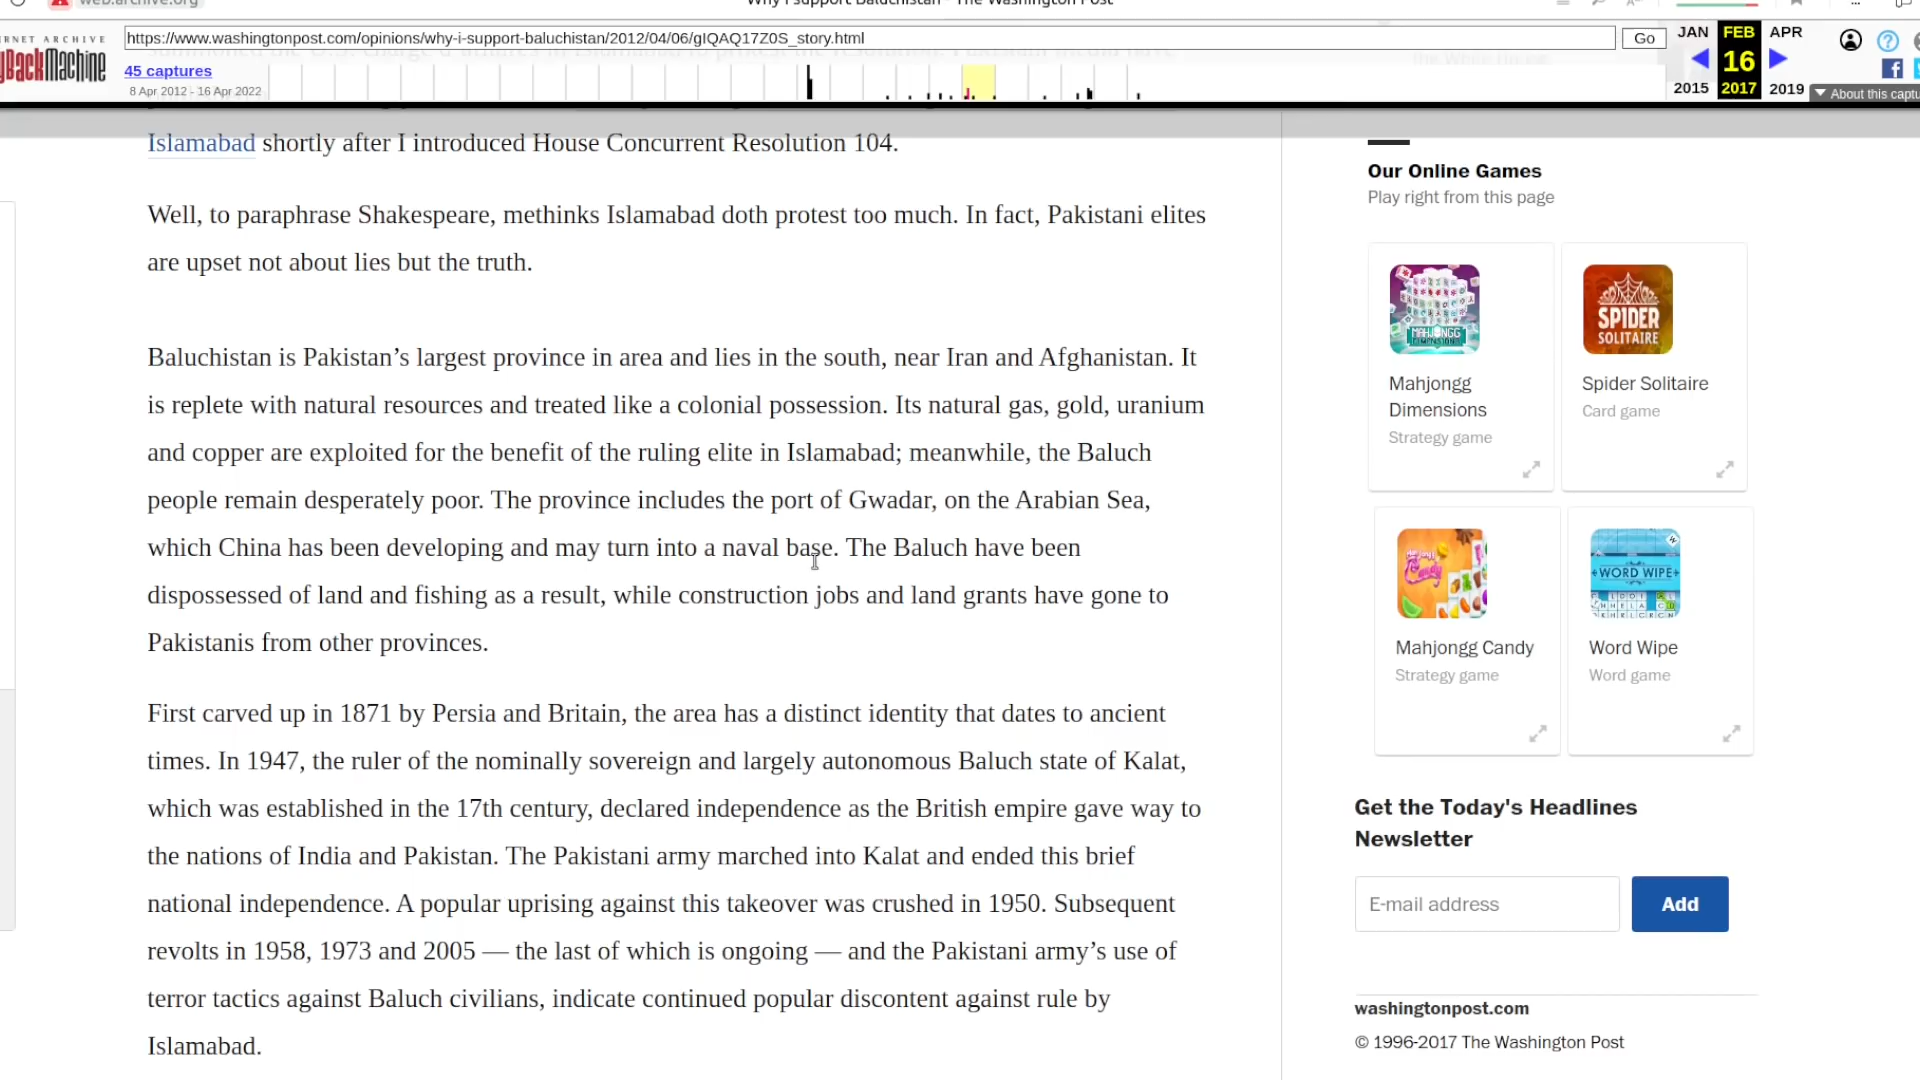 web.archive.org
Why I support Baluchistan - The Washington Post
https://www.washingtonpost.com/opinions/why-i-support-baluchistan/2012/04/06/gIQAQ17Z0S_story.html
Go
JAN
FEB
APR
16
2015
2017
2019
45 captures
8 Apr 2012 - 16 Apr 2022
About this captu
Islamabad shortly after I introduced House Concurrent Resolution 104.
Well, to paraphrase Shakespeare, methinks Islamabad doth protest too much. In fact, Pakistani elites
are upset not about lies but the truth.
Baluchistan is Pakistan’s largest province in area and lies in the south, near Iran and Afghanistan. It
is replete with natural resources and treated like a colonial possession. Its natural gas, gold, uranium
and copper are exploited for the benefit of the ruling elite in Islamabad; meanwhile, the Baluch
people remain desperately poor. The province includes the port of Gwadar, on the Arabian Sea,
which China has been developing and may turn into a naval base. The Baluch have been
dispossessed of land and fishing as a result, while construction jobs and land grants have gone to
Pakistanis from other provinces.
First carved up in 1871 by Persia and Britain, the area has a distinct identity that dates to ancient
times. In 1947, the ruler of the nominally sovereign and largely autonomous Baluch state of Kalat,
which was established in the 17th century, declared independence as the British empire gave way to
the nations of India and Pakistan. The Pakistani army marched into Kalat and ended this brief
national independence. A popular uprising against this takeover was crushed in 1950. Subsequent
revolts in 1958, 1973 and 2005 — the last of which is ongoing — and the Pakistani army’s use of
terror tactics against Baluch civilians, indicate continued popular discontent against rule by
Islamabad.
Our Online Games
Play right from this page
MAHJONGG
DIMENSIONS
SPIDER
SOLITAIRE
Mahjongg
Dimensions
Strategy game
Spider Solitaire
Card game
WORD WIPE
Mahjongg Candy
Strategy game
Word Wipe
Word game
Get the Today's Headlines
Newsletter
E-mail address
Add
washingtonpost.com
© 1996-2017 The Washington Post